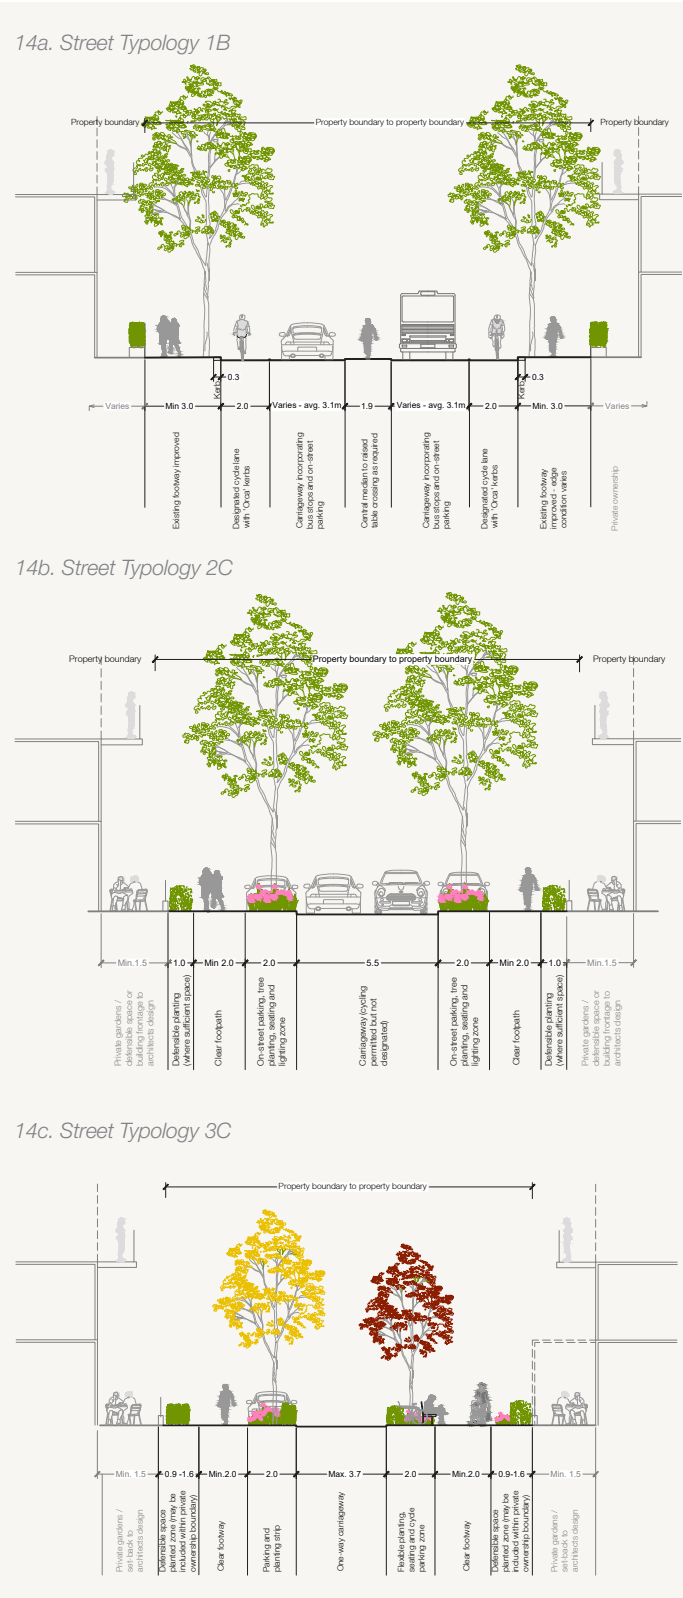 14a. Street Typology 1B
Property boundary
Property boundary to property boundary
Property boundary
Kerb
0.3
Kerb
0.3
Varies
Min 3.0
2.0
Varies - avg. 3.1m
1.9
Varies - avg. 3.1m
2.0
Min. 3.0
Varies
Existing footway improved
Designated cycle lane
with 'Orca' kerbs
Carriageway incorporating
bus stops and on-street
parking
Central median to raised
table crossing as required
Carriageway incorporating
bus stops and on-street
parking
Designated cycle lane
with 'Orca' kerbs
Existing footway
improved - edge
condition varies
Private ownership
14b. Street Typology 2C
Property boundary
Property boundary to property boundary
Property boundary
Min.1.5
1.0
Min 2.0
2.0
5.5
2.0
Min 2.0
1.0
Min.1.5
Private gardens /
defensible space or
building frontage to
architects design
Defensible planting
(where sufficient space)
Clear footpath
On-street parking, tree
planting, seating and
lighting zone
Carriageway (cycling
permitted but not
designated)
On-street parking, tree
planting, seating and
lighting zone
Clear footpath
Defensible planting
(where sufficient space)
Private gardens /
defensible space or
building frontage to
architects design
14c. Street Typology 3C
Property boundary to property boundary
Min. 1.5
0.9 -1.6
Min.2.0
2.0
Max. 3.7
2.0
Min.2.0
0.9-1.6
Min. 1.5
Private gardens /
set-back to
architects design
Defensible space
planted zone (may be
included within private
ownership boundary)
Clear footway
Parking and
planting strip
One-way carriageway
Flexible planting,
seating and cycle
parking zone
Clear footway
Defensible space
planted zone (may be
included within private
ownership boundary)
Private gardens /
set-back to
architects design